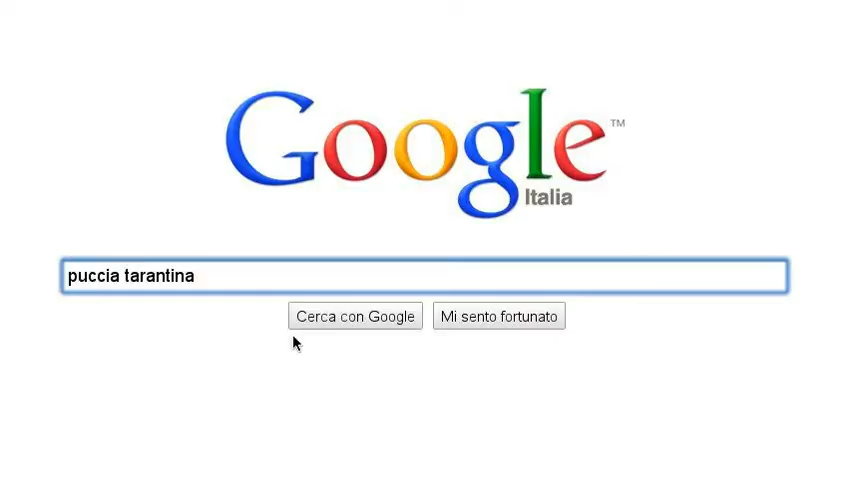 Google™
Italia
puccia tarantina
Cerca con Google
Mi sento fortunato